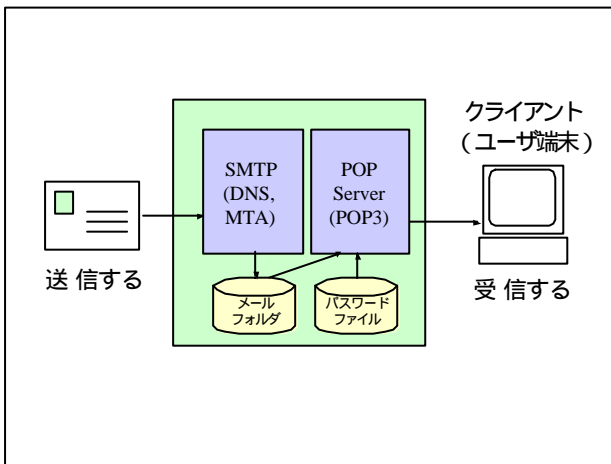 クライアント
(ユーザ端末)
SMTP
(DNS,
MTA)
POP
Server
(POP3)
送 信する
メール
フォルダ
パスワード
ファイル
受 信する